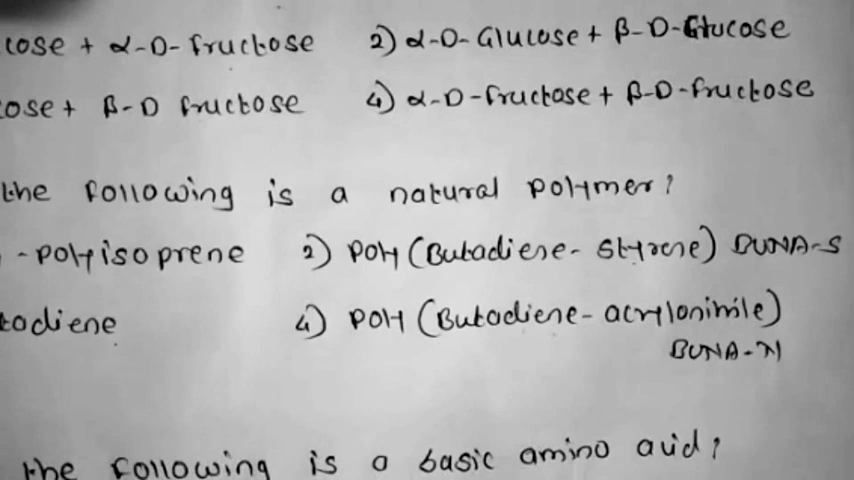 cose + α-D-fructose 2) α-D-Glucose + β-D-Glucose
ose + β-D fructose 4) α-D-fructose + β-D-fructose
the following is a natural polymer?
-polyisoprene 2) Poly (Butadiene-styrene) BUNA-S
tadiene 4) Poly (Butadiene-acrylonitrile)
BUNA-N
the following is a basic amino acid?